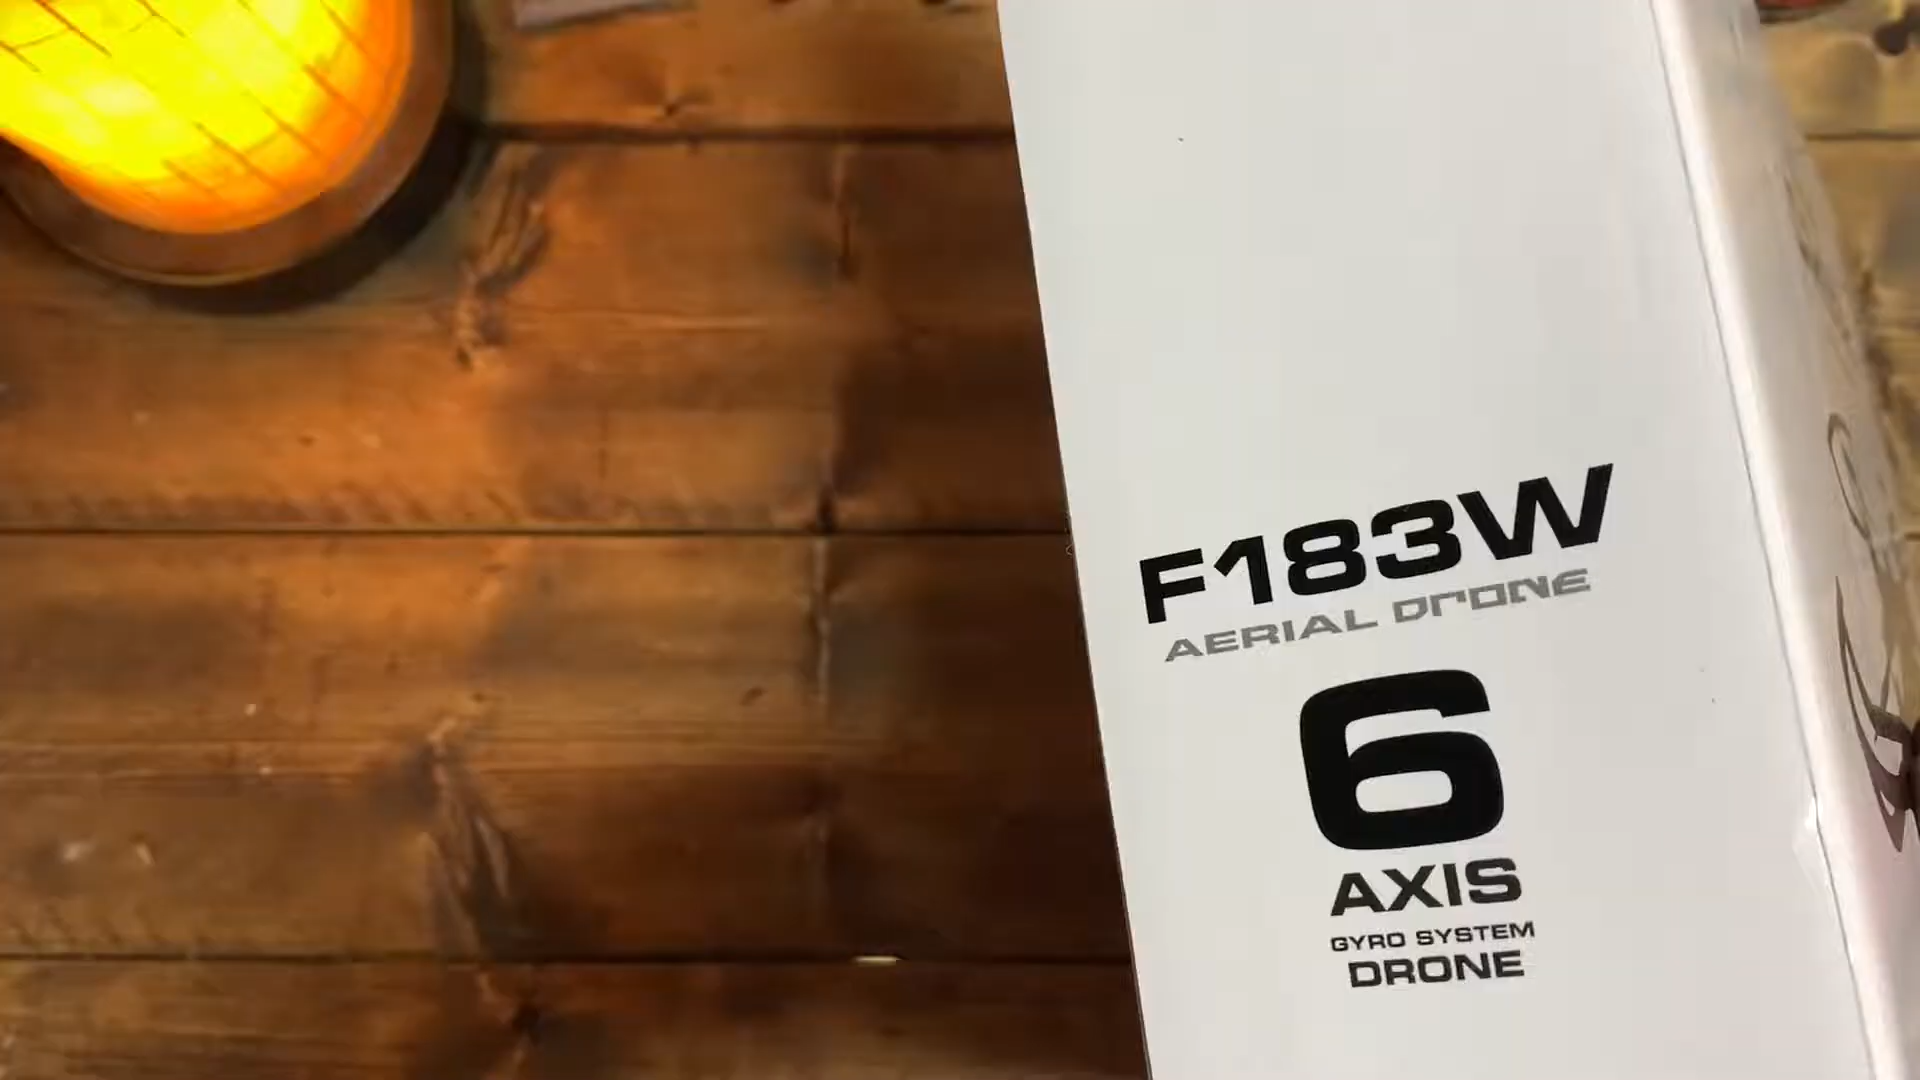 F183W
AERIAL DRONE
6
AXIS
GYRO SYSTEM
DRONE